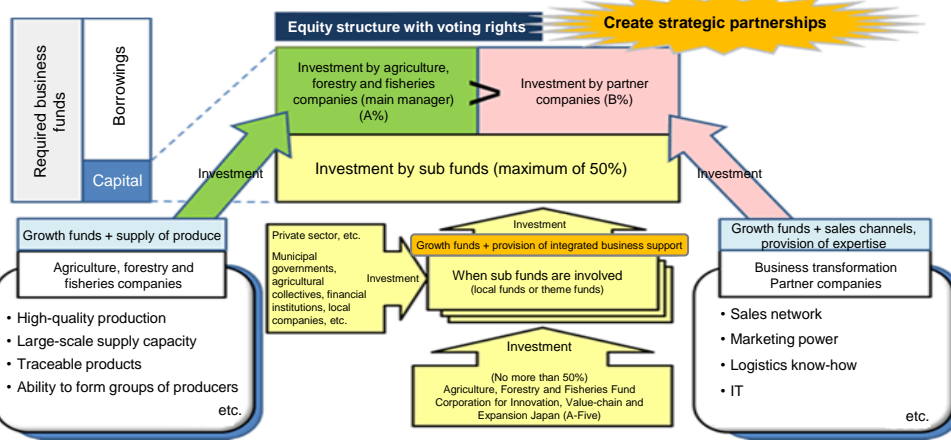 Equity structure with voting rights
Create strategic partnerships
Required business
funds
Borrowings
Capital
Investment by agriculture,
forestry and fisheries
companies (main manager)
(A%)
>
Investment by partner
companies (B%)
Investment by sub funds (maximum of 50%)
Investment
Investment
Growth funds + supply of produce
Agriculture, forestry and
fisheries companies
• High-quality production
• Large-scale supply capacity
• Traceable products
• Ability to form groups of producers
etc.
Private sector, etc.
Municipal
governments,
agricultural
collectives, financial
institutions, local
companies, etc.
Investment
Investment
Growth funds + provision of integrated business support
When sub funds are involved
(local funds or theme funds)
Investment
(No more than 50%)
Agriculture, Forestry and Fisheries Fund
Corporation for Innovation, Value-chain and
Expansion Japan (A-Five)
Growth funds + sales channels,
provision of expertise
Business transformation
Partner companies
• Sales network
• Marketing power
• Logistics know-how
• IT
etc.